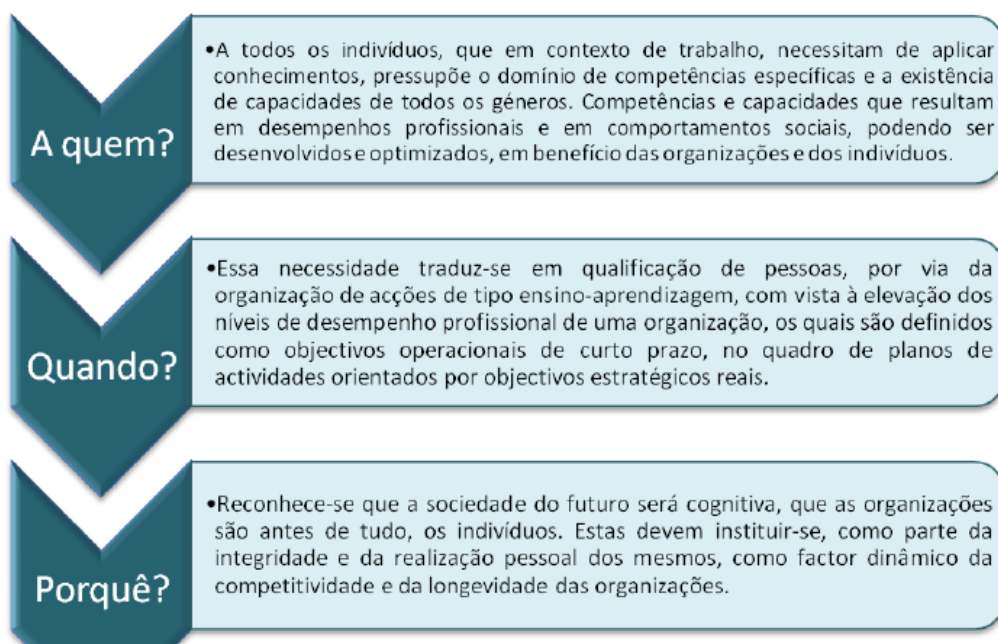 A quem?
•A todos os indivíduos, que em contexto de trabalho, necessitam de aplicar
conhecimentos, pressupõe o domínio de competências específicas e a existência
de capacidades de todos os géneros. Competências e capacidades que resultam
em desempenhos profissionais e em comportamentos sociais, podendo ser
desenvolvidos e optimizados, em benefício das organizações e dos indivíduos.
Quando?
•Essa necessidade traduz-se em qualificação de pessoas, por via da
organização de acções de tipo ensino-aprendizagem, com vista à elevação dos
níveis de desempenho profissional de uma organização, os quais são definidos
como objectivos operacionais de curto prazo, no quadro de planos de
actividades orientados por objectivos estratégicos reais.
Porquê?
•Reconhece-se que a sociedade do futuro será cognitiva, que as organizações
são antes de tudo, os indivíduos. Estas devem instituir-se, como parte da
integridade e da realização pessoal dos mesmos, como factor dinâmico da
competitividade e da longevidade das organizações.